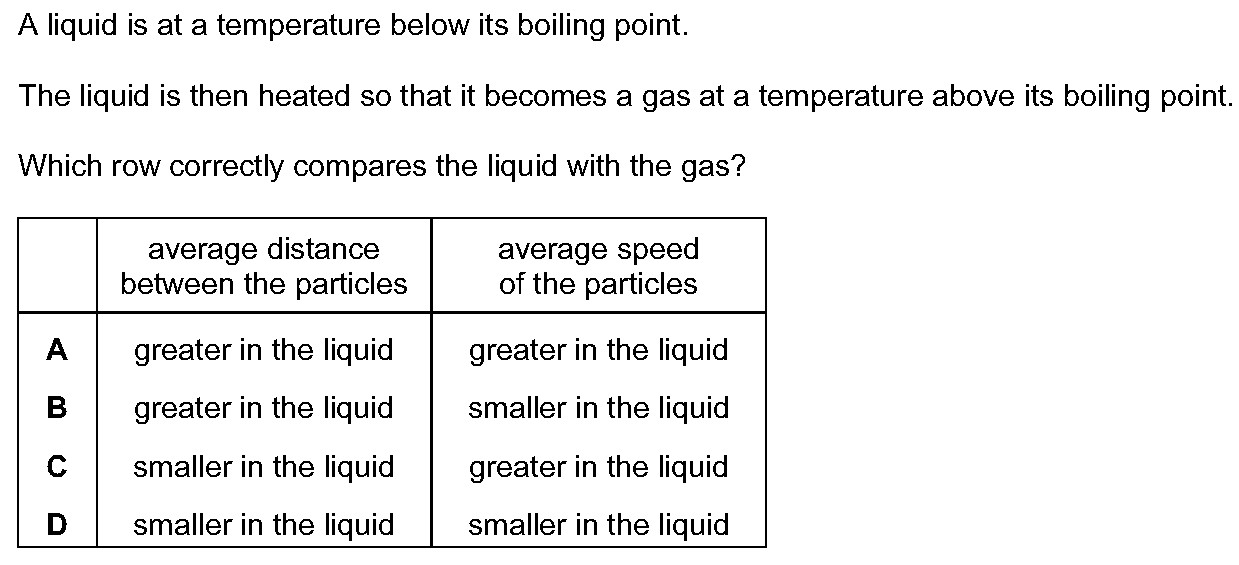 A liquid is at a temperature below its boiling point.
The liquid is then heated so that it becomes a gas at a temperature above its boiling point.
Which row correctly compares the liquid with the gas?
average distance between the particles average speed of the particles
A greater in the liquid greater in the liquid
B greater in the liquid smaller in the liquid
C smaller in the liquid greater in the liquid
D smaller in the liquid smaller in the liquid